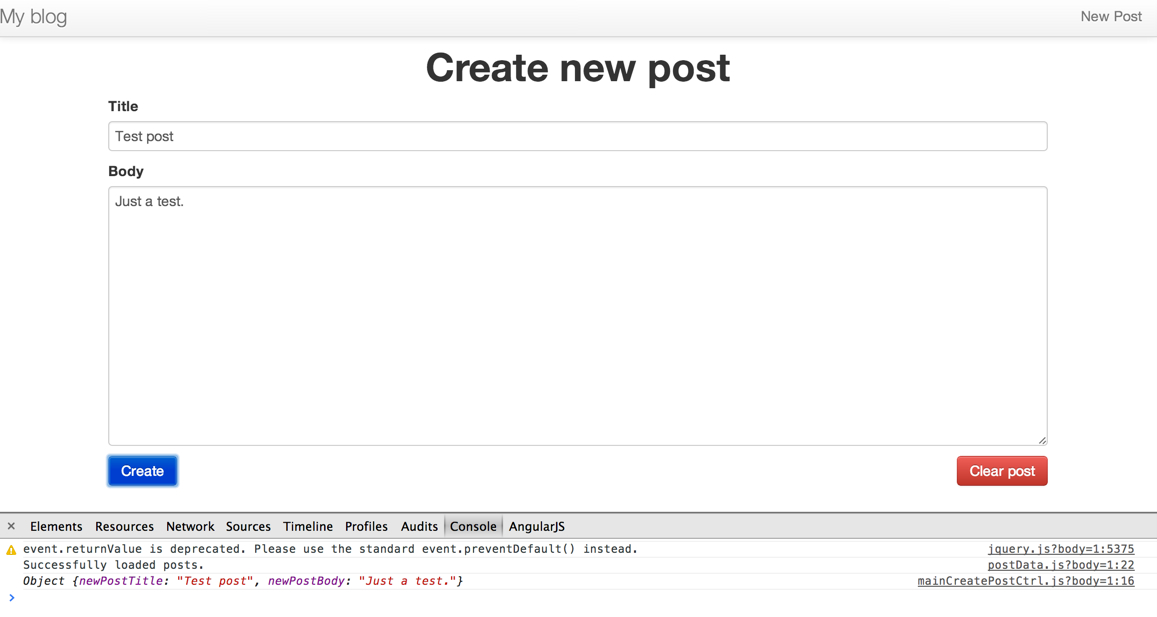 My blog New Post
Create new post
Title
Test post
Body
Just a test.
Create Clear post
× Elements Resources Network Sources Timeline Profiles Audits Console AngularJS
event.returnValue is deprecated. Please use the standard event.preventDefault() instead. jquery.js?body=1:5375
Successfully loaded posts. postData.js?body=1:22
Object {newPostTitle: "Test post", newPostBody: "Just a test."} mainCreatePostCtrl.js?body=1:16
>